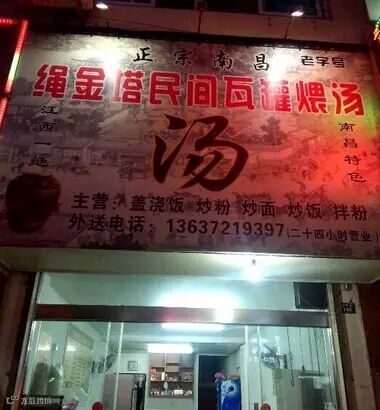 正宗南昌
老字号
绳金塔民间瓦罐煨汤
江西一绝
汤
南昌特色
主营:盖浇饭 炒粉 炒面 炒饭 拌粉
外送电话:13637219397(二十四小时营业)